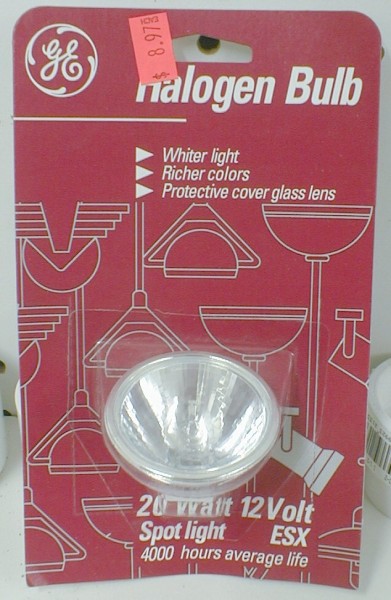 GE
8.97
Halogen Bulb
Whiter light
Richer colors
Protective cover glass lens
20 Watt 12 Volt
Spot light ESX
4000 hours average life